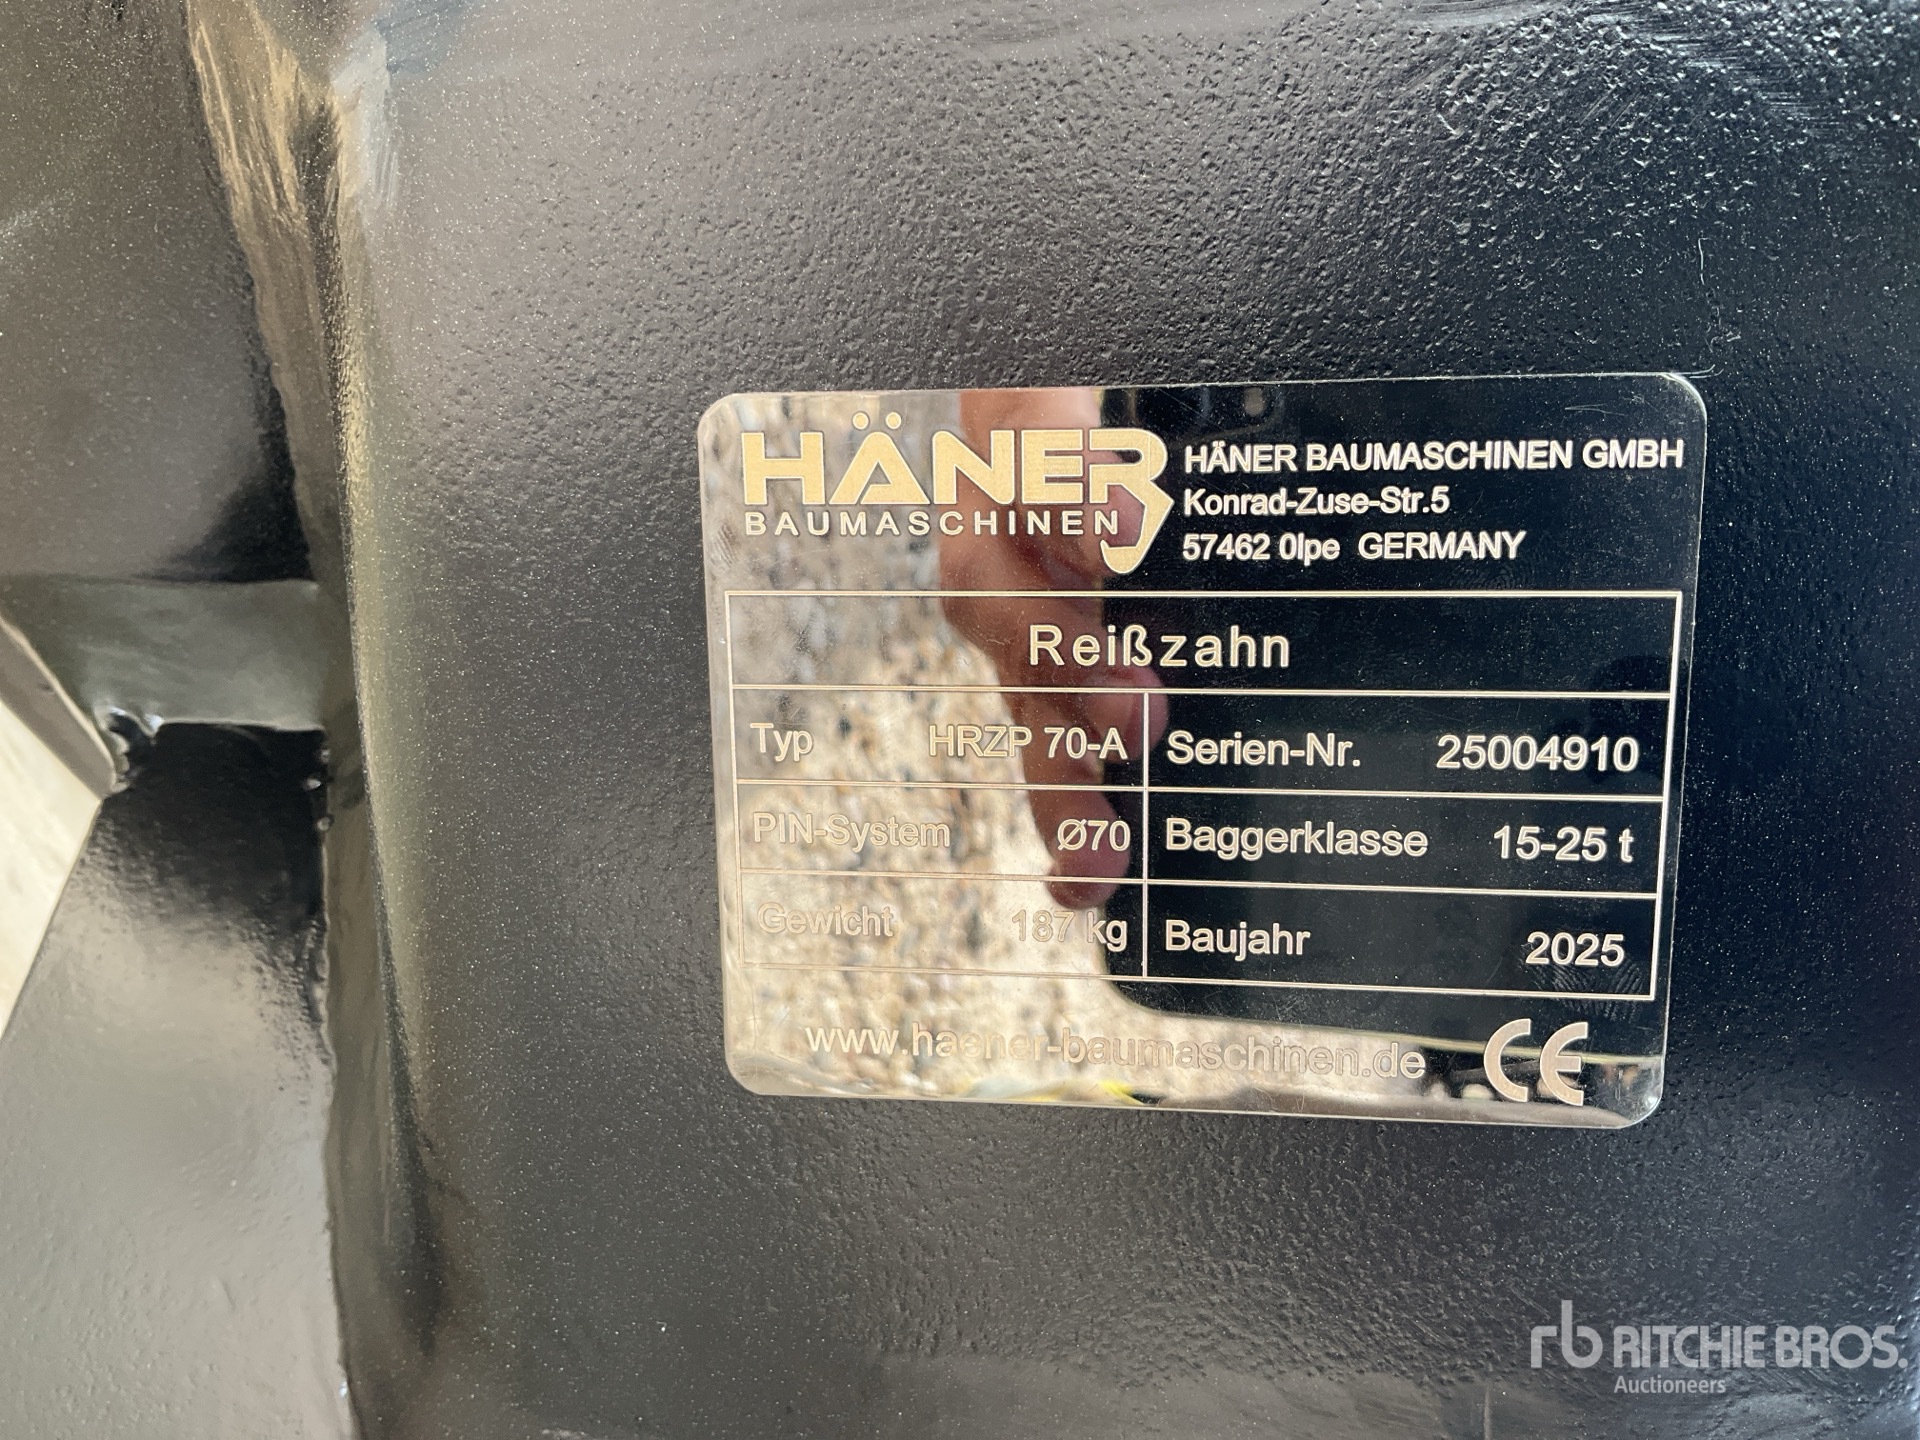 HÄNER
BAUMASCHINEN
HÄNER BAUMASCHINEN GMBH
Konrad-Zuse-Str.5
57462 Olpe GERMANY
Reißzahn
Typ HRZP 70-A Serien-Nr. 25004910
PIN-System Ø70 Baggerklasse 15-25 t
Gewicht 187 kg Baujahr 2025
www.haener-baumaschinen.de CE
rb RITCHIE BROS.
Auctioneers